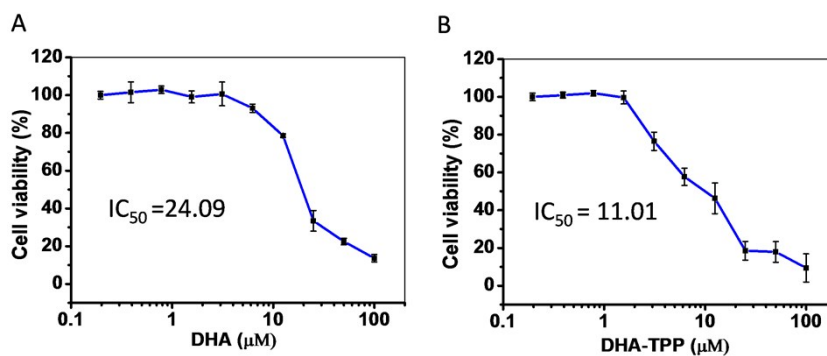 A
120
100
80
60
40
20
0
Cell viability (%)
IC50 =24.09
0.1 1 10 100
DHA (μM)
B
120
100
80
60
40
20
0
Cell viability (%)
IC50 = 11.01
0.1 1 10 100
DHA-TPP (μM)